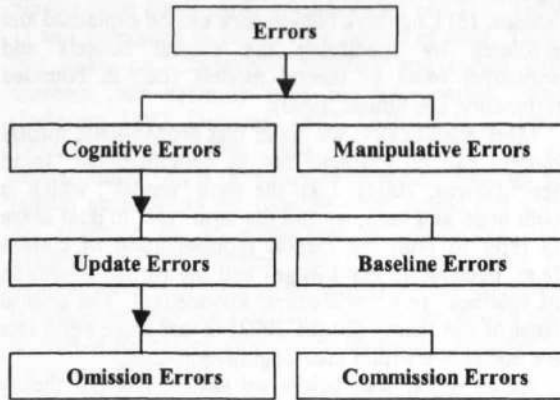 Errors
Cognitive Errors
Manipulative Errors
Update Errors
Baseline Errors
Omission Errors
Commission Errors